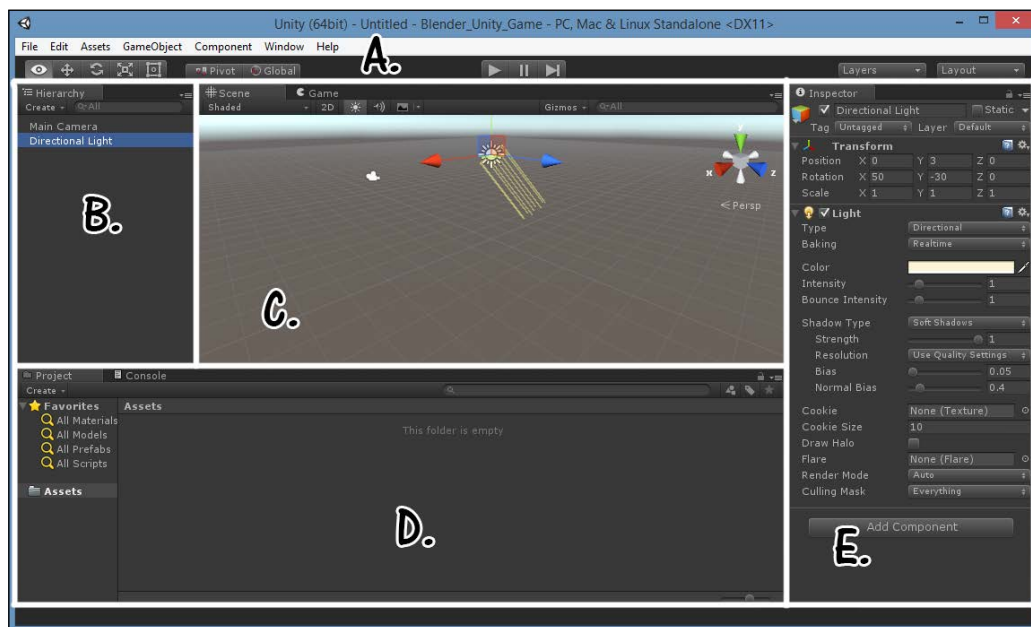 Unity (64bit) - Untitled - Blender_Unity_Game - PC, Mac & Linux Standalone <DX11>
File Edit Assets GameObject Component Window Help
A.
Pivot Global
Layers Layout
Hierarchy
Create All
Main Camera
Directional Light
B.
Scene Game
Shaded 2D Gizmos All
y
x z
Persp
C.
Inspector
Directional Light Static
Tag Untagged Layer Default
Transform
Position X 0 Y 3 Z 0
Rotation X 50 Y -30 Z 0
Scale X 1 Y 1 Z 1
Light
Type Directional
Baking Realtime
Color
Intensity 1
Bounce Intensity 1
Shadow Type Soft Shadows
Strength 1
Resolution Use Quality Settings
Bias 0.05
Normal Bias 0.4
Cookie None (Texture)
Cookie Size 10
Draw Halo
Flare None (Flare)
Render Mode Auto
Culling Mask Everything
Add Component
E.
Project Console
Create
Favorites
All Materials
All Models
All Prefabs
All Scripts
Assets
Assets
This folder is empty
D.